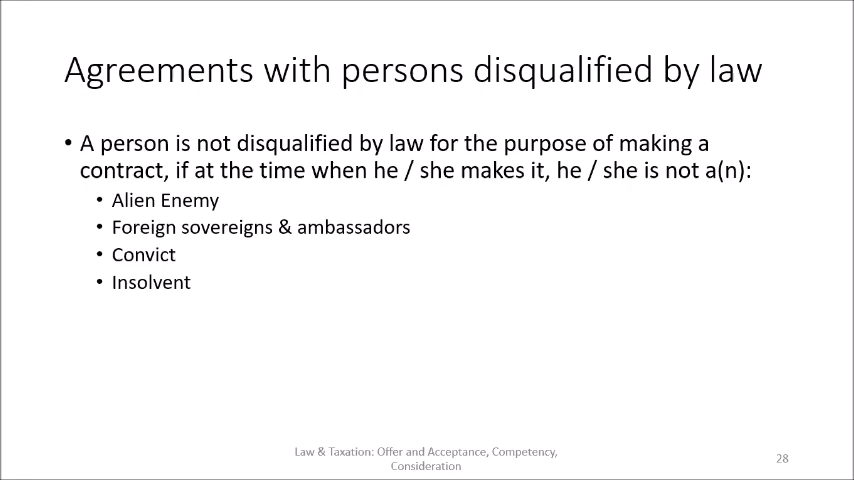 Agreements with persons disqualified by law
• A person is not disqualified by law for the purpose of making a
contract, if at the time when he / she makes it, he / she is not a(n):
• Alien Enemy
• Foreign sovereigns & ambassadors
• Convict
• Insolvent
Law & Taxation: Offer and Acceptance, Competency,
Consideration
28